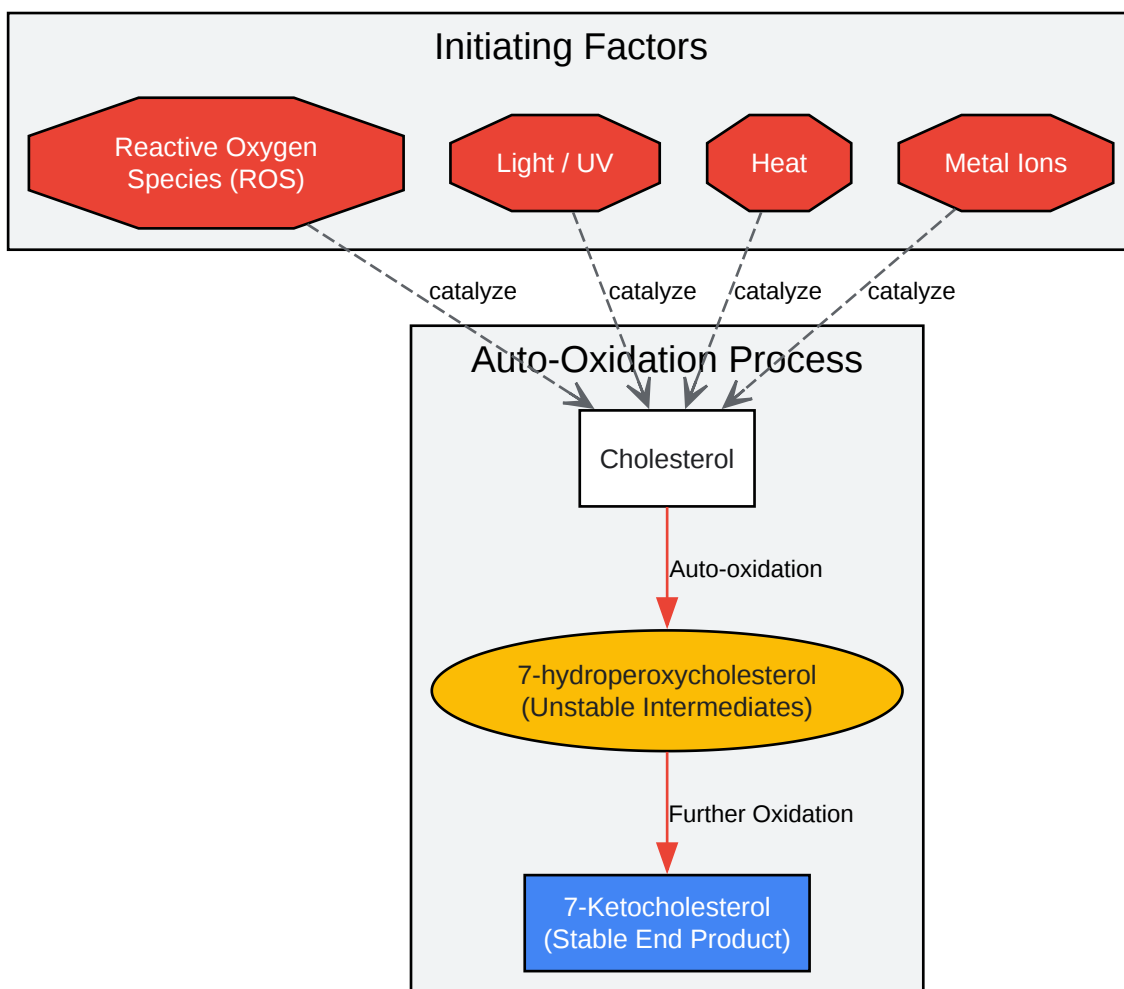 Initiating Factors
Reactive Oxygen
Species (ROS)
Light / UV
Heat
Metal Ions
catalyze
catalyze
catalyze
catalyze
Auto-Oxidation Process
Cholesterol
Auto-oxidation
7-hydroperoxycholesterol
(Unstable Intermediates)
Further Oxidation
7-Ketocholesterol
(Stable End Product)